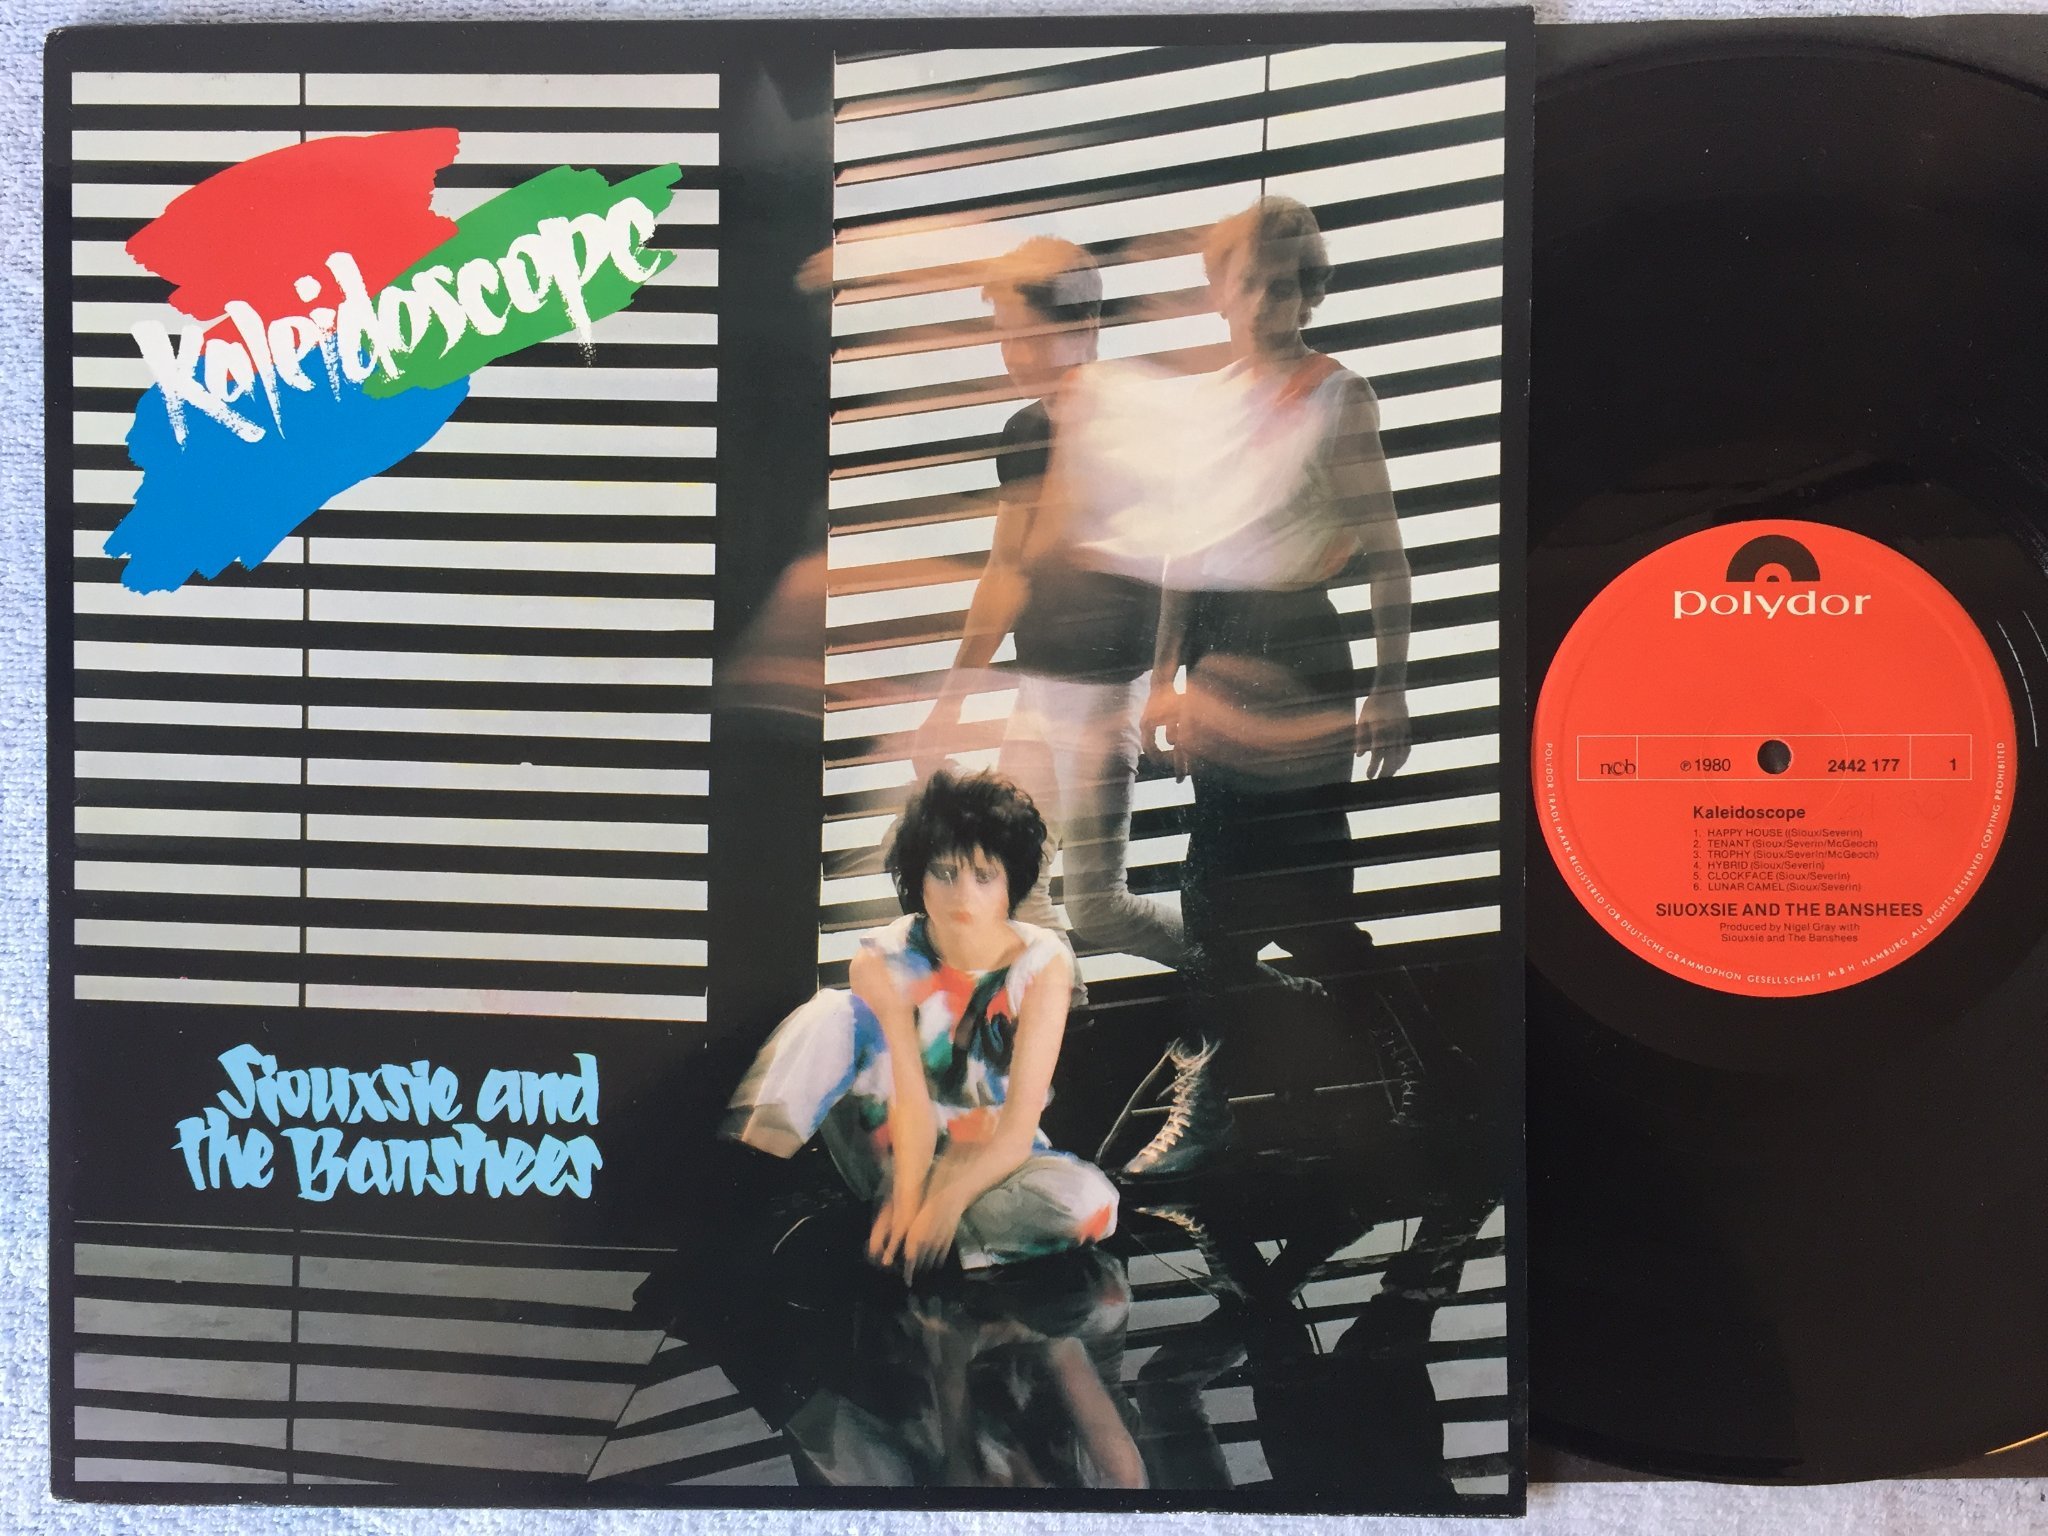 Kaleidoscope
Siouxsie and
the Banshees
polydor
ncb
℗ 1980
2442 177
1
Kaleidoscope
1. HAPPY HOUSE ((Sioux/Severin)
2. TENANT (Sioux/Severin/McGeoch)
3. TROPHY (Sioux/Severin/McGeoch)
4. HYBRID (Sioux/Severin)
5. CLOCKFACE (Sioux/Severin)
6. LUNAR CAMEL (Sioux/Severin)
SIUOXSIE AND THE BANSHEES
Produced by Nigel Gray with
Siouxsie and The Banshees
POLYDOR TRADE MARK REGISTERED FOR DEUTSCHE GRAMMOPHON GESELLSCHAFT M.B.H. HAMBURG. ALL RIGHTS RESERVED. COPYING PROHIBITED